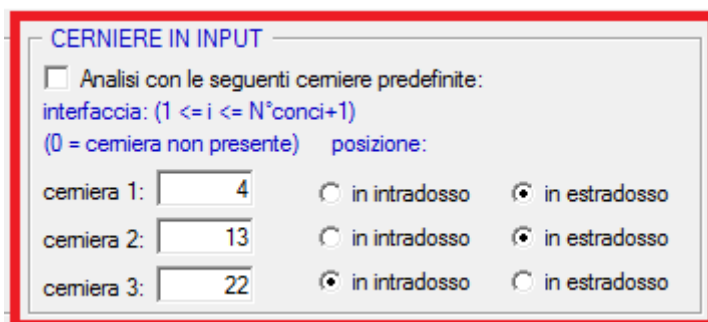 CERNIERE IN INPUT
Analisi con le seguenti cerniere predefinite:
interfaccia: (1 <= i <= N°conci+1)
(0 = cerniera non presente) posizione:
cerniera 1: 4 in intradosso in estradosso
cerniera 2: 13 in intradosso in estradosso
cerniera 3: 22 in intradosso in estradosso